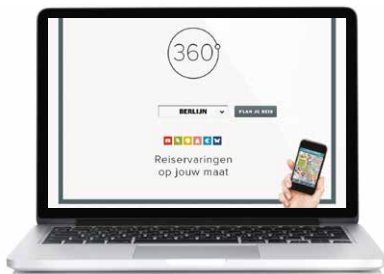 360°
BERLIJN
PLAN JE REIS
Reiservaringen
op jouw maat